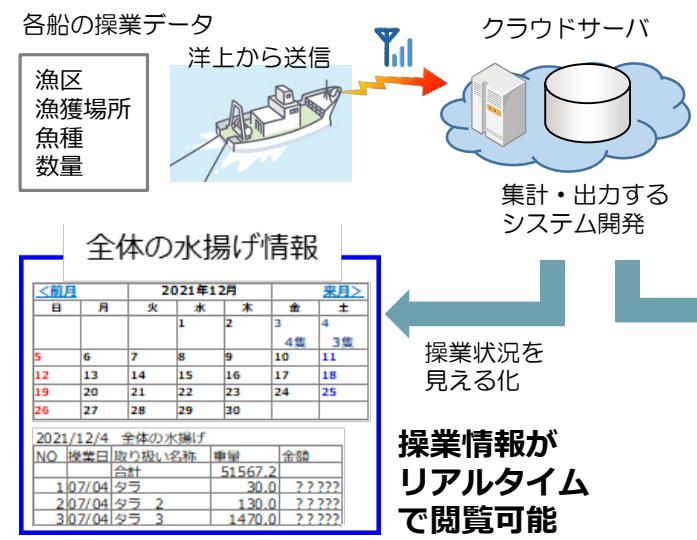 各船の操業データ
漁区
漁獲場所
魚種
数量
洋上から送信
クラウドサーバ
集計・出力する
システム開発
全体の水揚げ情報
<前月 2021年12月 来月>
日 月 火 水 木 金 土
1 2 3 4
4隻 3隻
5 6 7 8 9 10 11
12 13 14 15 16 17 18
19 20 21 22 23 24 25
26 27 28 29 30
2021/12/4 全体の水揚げ
NO 操業日 取り扱い名称 重量 金額
合計 51567.2
1 07/04 タラ 30.0 ?????
2 07/04 タラ 2 130.0 ?????
3 07/04 タラ 3 1470.0 ?????
操業状況を
見える化
操業情報が
リアルタイム
で閲覧可能